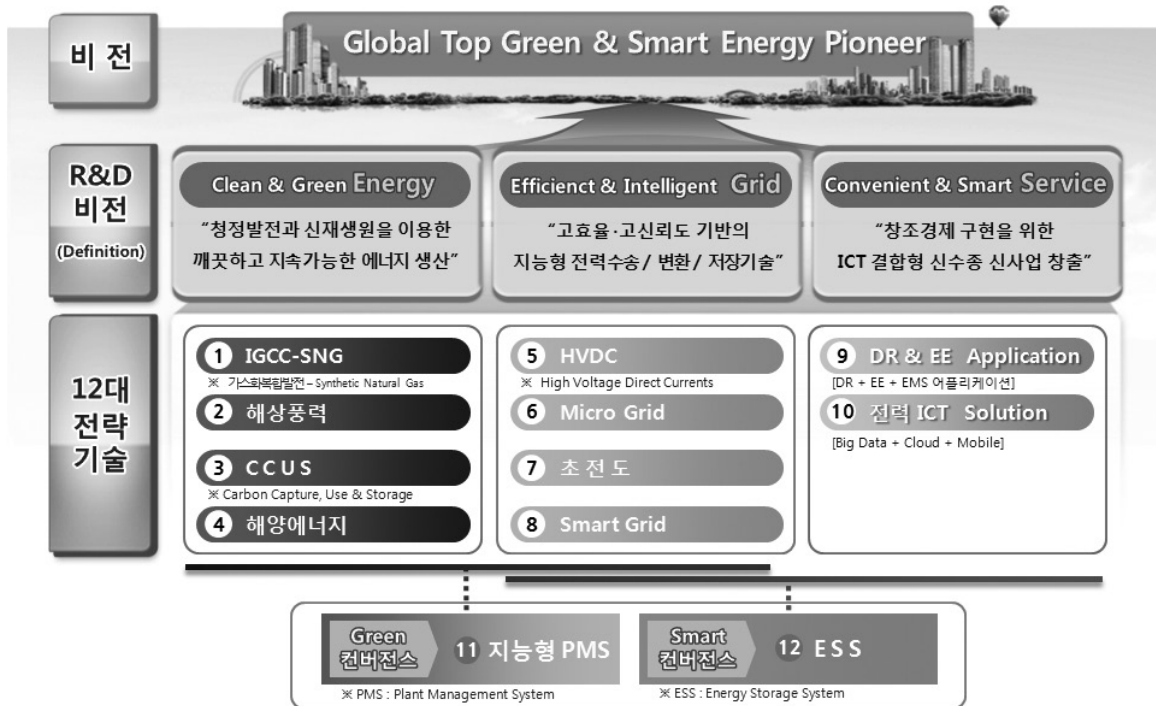 비 전
Global Top Green & Smart Energy Pioneer
R&D
비전
(Definition)
Clean & Green Energy
“청정발전과 신재생원을 이용한
깨끗하고 지속가능한 에너지 생산”
Efficienct & Intelligent Grid
“고효율·고신뢰도 기반의
지능형 전력수송/ 변환/ 저장기술”
Convenient & Smart Service
“창조경제 구현을 위한
ICT 결합형 신수종 신사업 창출”
12대
전략
기술
1 IGCC-SNG
※ 가스화복합발전 – Synthetic Natural Gas
2 해상풍력
3 C C U S
※ Carbon Capture, Use & Storage
4 해양에너지
5 HVDC
※ High Voltage Direct Currents
6 Micro Grid
7 초 전 도
8 Smart Grid
9 DR & EE Application
[DR + EE + EMS 어플리케이션]
10 전력 ICT Solution
[Big Data + Cloud + Mobile]
Green
컨버전스
11 지능형 PMS
※ PMS : Plant Management System
Smart
컨버전스
12 E S S
※ ESS : Energy Storage System